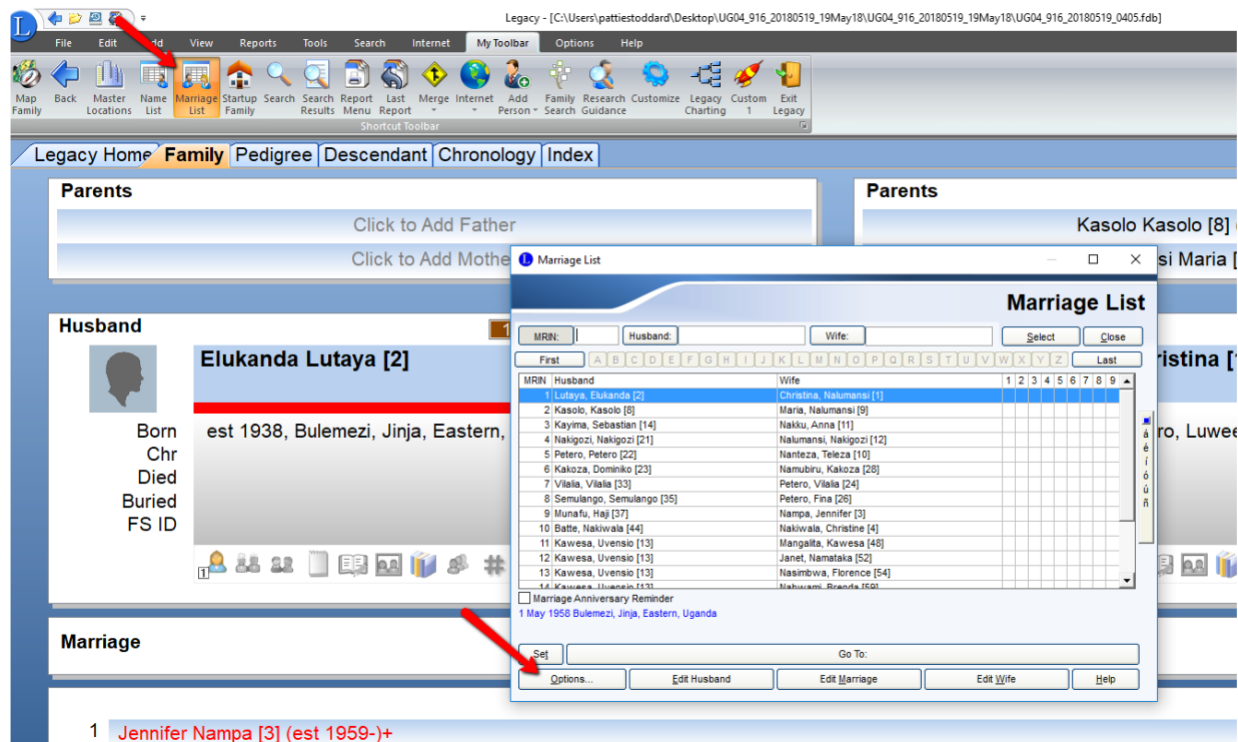 Legacy - [C:\Users\pattiestoddard\Desktop\UG04_916_20180519_19May18\UG04_916_20180519_19May18\UG04_916_20180519_0405.fdb]
L
File Edit View Reports Tools Search Internet My Toolbar Options Help
Map Family Back Master Locations Name List Marriage List Startup Family Search Search Results Report Menu Last Report Merge Internet Add Person Family Search Research Guidance Customize Legacy Charting Custom 1 Exit Legacy
Shortcut Toolbar
Legacy Home Family Pedigree Descendant Chronology Index
Parents
Click to Add Father
Click to Add Mothe
Parents
Kasolo Kasolo [8]
si Maria [
Husband
1
Elukanda Lutaya [2]
ristina [
Born est 1938, Bulemezi, Jinja, Eastern,
ro, Luwee
Chr
Died
Buried
FS ID
1
Marriage List
Marriage List
MRIN: Husband: Wife: Select Close
First A B C D E F G H I J K L M N O P Q R S T U V W X Y Z Last
MRIN Husband Wife 1 2 3 4 5 6 7 8 9
1 Lutaya, Elukanda [2] Christina, Nalumansi [1]
2 Kasolo, Kasolo [8] Maria, Nalumansi [9]
3 Kayima, Sebastian [14] Nakku, Anna [11]
4 Nakigozi, Nakigozi [21] Nalumansi, Nakigozi [12]
5 Petero, Petero [22] Nanteza, Teleza [10]
6 Kakoza, Dominiko [23] Namubiru, Kakoza [28]
7 Vilalia, Vilalia [33] Petero, Vilalia [24]
8 Semulango, Semulango [35] Petero, Fina [26]
9 Munafu, Haji [37] Nampa, Jennifer [3]
10 Batte, Nakiwala [44] Nakiwala, Christine [4]
11 Kawesa, Uvensio [13] Mangalita, Kawesa [48]
12 Kawesa, Uvensio [13] Janet, Namataka [52]
13 Kawesa, Uvensio [13] Nasimbwa, Florence [54]
14 Kawesa, Uvensio [13] Nabwami, Brenda [59]
á
é
í
ó
ú
ñ
Marriage Anniversary Reminder
1 May 1958 Bulemezi, Jinja, Eastern, Uganda
Set Go To:
Options... Edit Husband Edit Marriage Edit Wife Help
Marriage
1 Jennifer Nampa [3] (est 1959-)+